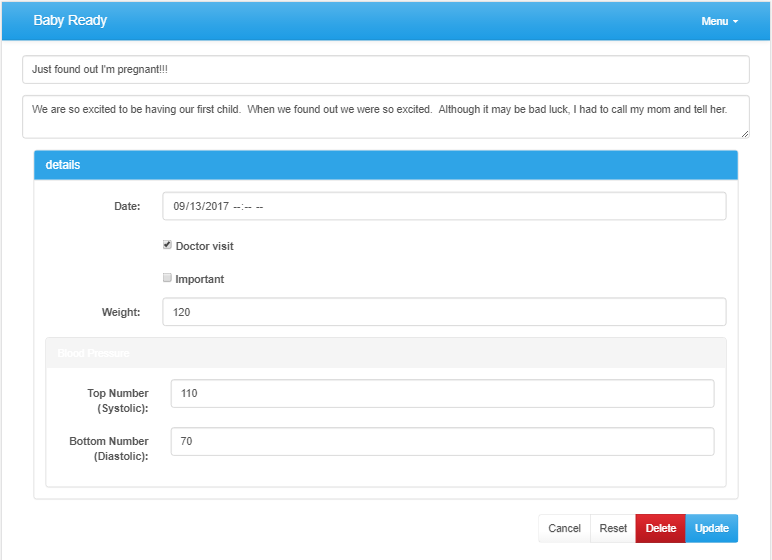 Baby Ready
Menu
Just found out I'm pregnant!!!
We are so excited to be having our first child.  When we found out we were so excited.  Although it may be bad luck, I had to call my mom and tell her.
details
Date: 09/13/2017 --:-- --
Doctor visit
Important
Weight: 120
Blood Pressure
Top Number 110
(Systolic):
Bottom Number 70
(Diastolic):
Cancel Reset Delete Update